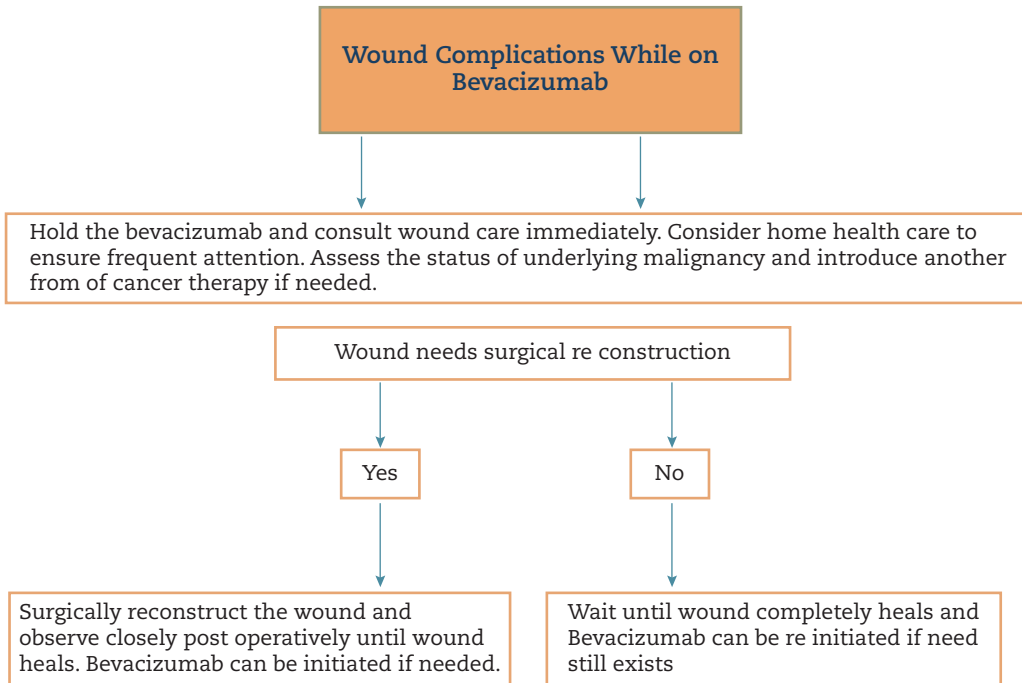 Wound Complications While on
Bevacizumab
Hold the bevacizumab and consult wound care immediately. Consider home health care to
ensure frequent attention. Assess the status of underlying malignancy and introduce another
from of cancer therapy if needed.
Wound needs surgical re construction
Yes
No
Surgically reconstruct the wound and
observe closely post operatively until wound
heals. Bevacizumab can be initiated if needed.
Wait until wound completely heals and
Bevacizumab can be re initiated if need
still exists